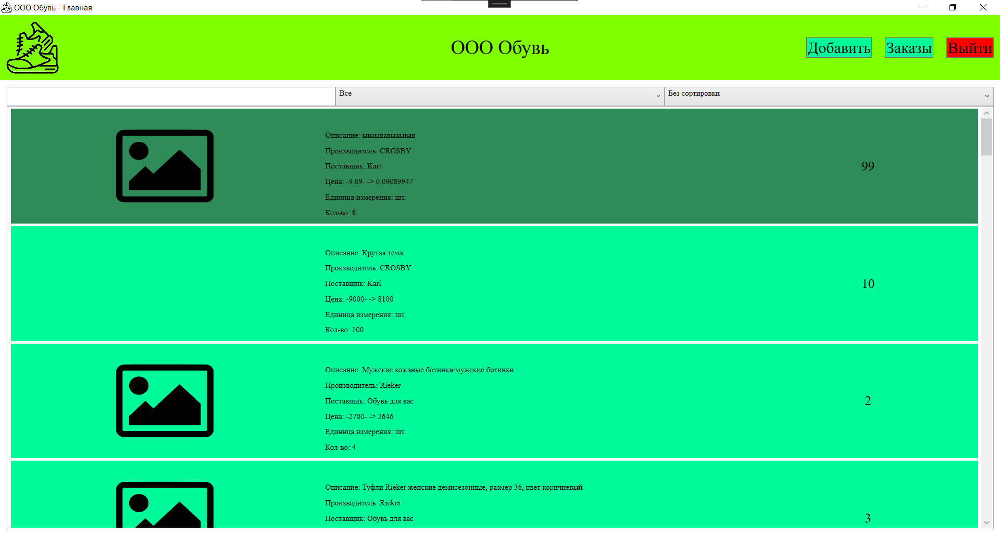 ООО Обувь - Главная
ООО Обувь
Добавить
Заказы
Выйти
Все
Без сортировки
Описание: ываывавыаывав
Производитель: CROSBY
Поставщик: Kari
Цена: -9.09- -> 0.09089947
Единица измерения: шт.
Кол-во: 8
99
Описание: Крутая тема
Производитель: CROSBY
Поставщик: Kari
Цена: -9000- -> 8100
Единица измерения: шт.
Кол-во: 100
10
Описание: Мужские кожаные ботинки/мужские ботинки
Производитель: Rieker
Поставщик: Обувь для вас
Цена: -2700- -> 2646
Единица измерения: шт.
Кол-во: 4
2
Описание: Туфли Rieker женские демисезонные, размер 36, цвет коричневый
Производитель: Rieker
Поставщик: Обувь для вас
3